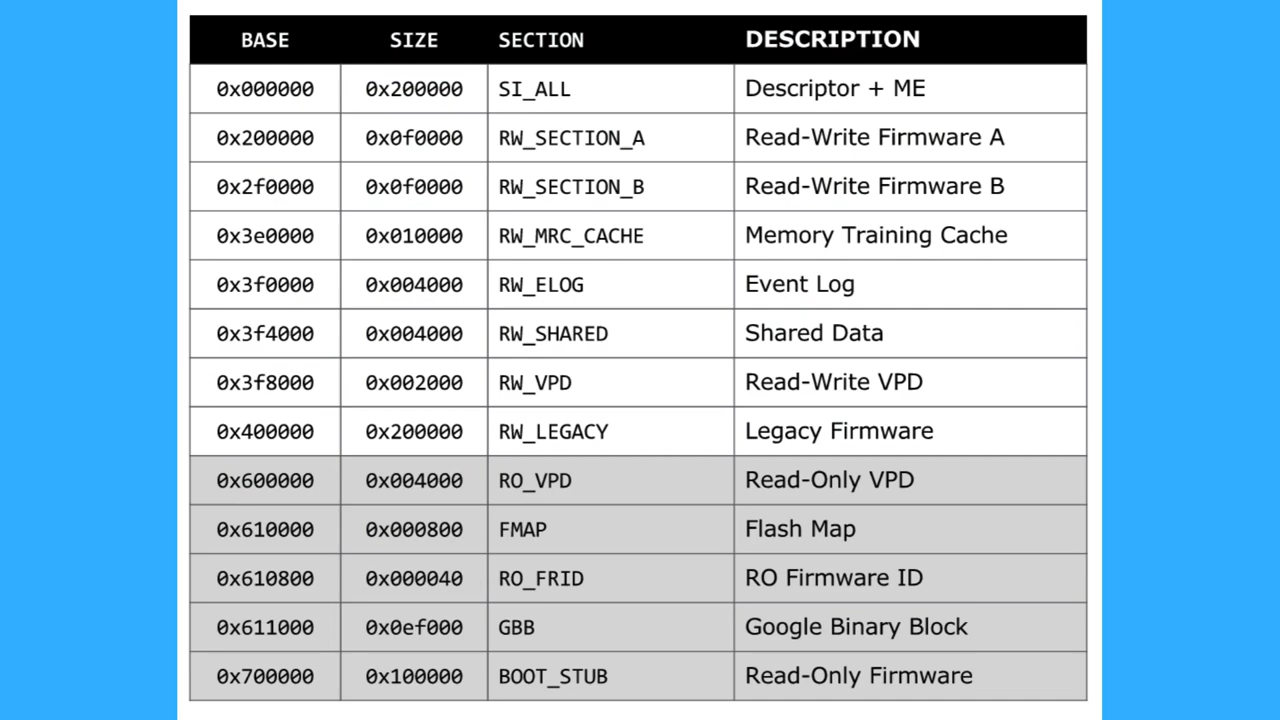 BASE SIZE SECTION DESCRIPTION
0x000000 0x200000 SI_ALL Descriptor + ME
0x200000 0x0f0000 RW_SECTION_A Read-Write Firmware A
0x2f0000 0x0f0000 RW_SECTION_B Read-Write Firmware B
0x3e0000 0x010000 RW_MRC_CACHE Memory Training Cache
0x3f0000 0x004000 RW_ELOG Event Log
0x3f4000 0x004000 RW_SHARED Shared Data
0x3f8000 0x002000 RW_VPD Read-Write VPD
0x400000 0x200000 RW_LEGACY Legacy Firmware
0x600000 0x004000 RO_VPD Read-Only VPD
0x610000 0x000800 FMAP Flash Map
0x610800 0x000040 RO_FRID RO Firmware ID
0x611000 0x0ef000 GBB Google Binary Block
0x700000 0x100000 BOOT_STUB Read-Only Firmware